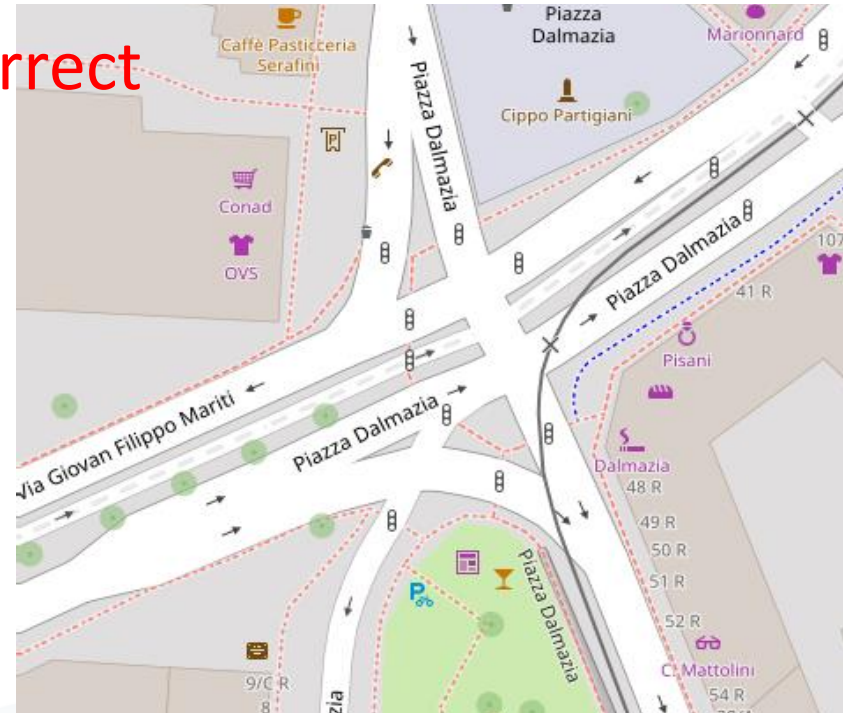 rrect
Caffè Pasticceria
Serafini
Piazza
Dalmazia
Marionnard
Piazza Dalmazia
Cippo Partigiani
P
Conad
OVS
Piazza Dalmazia
107
41 R
Pisani
Via Giovan Filippo Mariti
Piazza Dalmazia
Dalmazia
48 R
49 R
50 R
51 R
52 R
P
Piazza Dalmazia
C. Mattolini
54 R
9/C R
8
zia